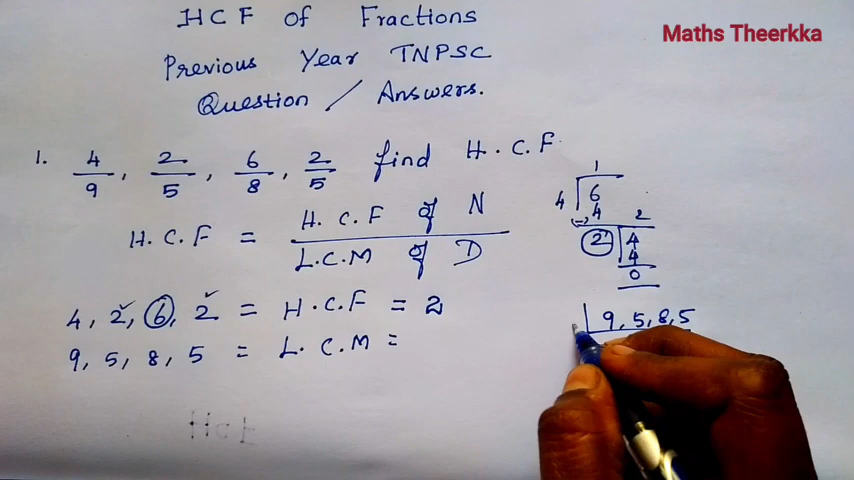 Maths Theerkka
HCF of Fractions
Previous Year TNPSC
Question / Answers.
1. 4/9, 2/5, 6/8, 2/5 find H.C.F.
H.C.F = H.C.F of N / L.C.M of D
4, 2, 6, 2 = H.C.F = 2
9, 5, 8, 5 = L.C.M =
1
4 6
(-) 4 2
2 4
4
0
9, 5, 8, 5